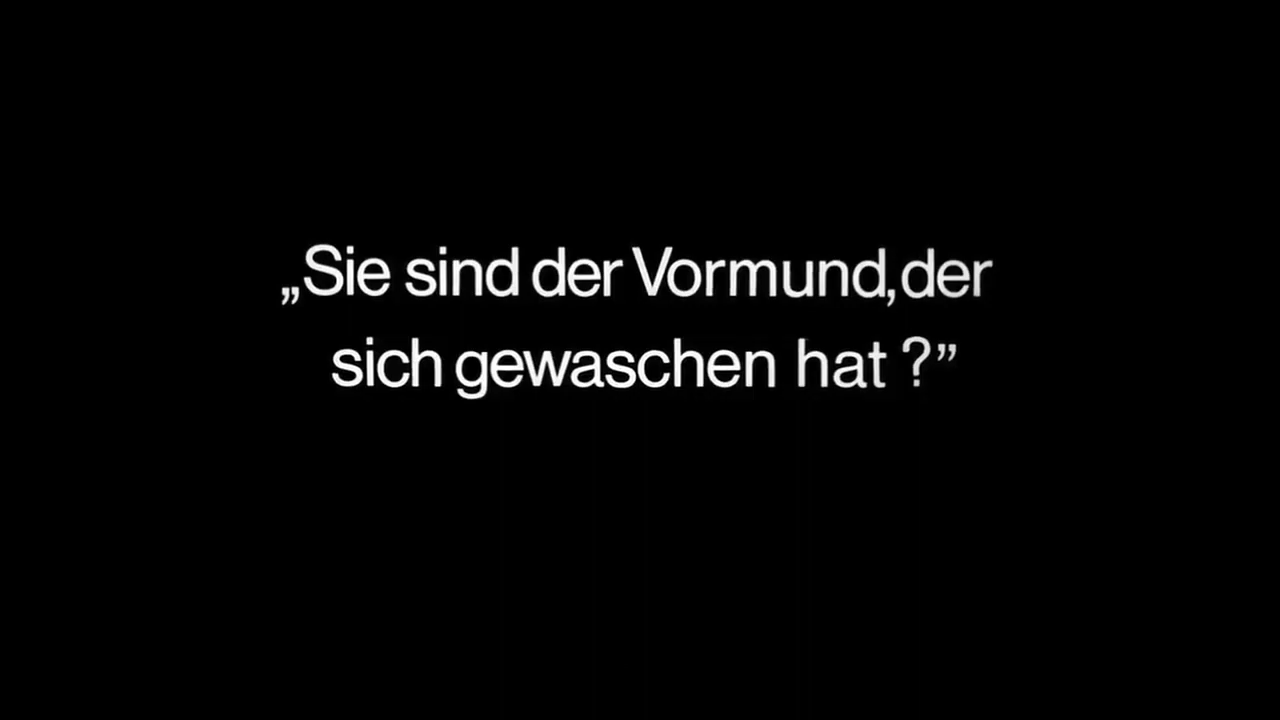 „Sie sind der Vormund, der
sich gewaschen hat ?”